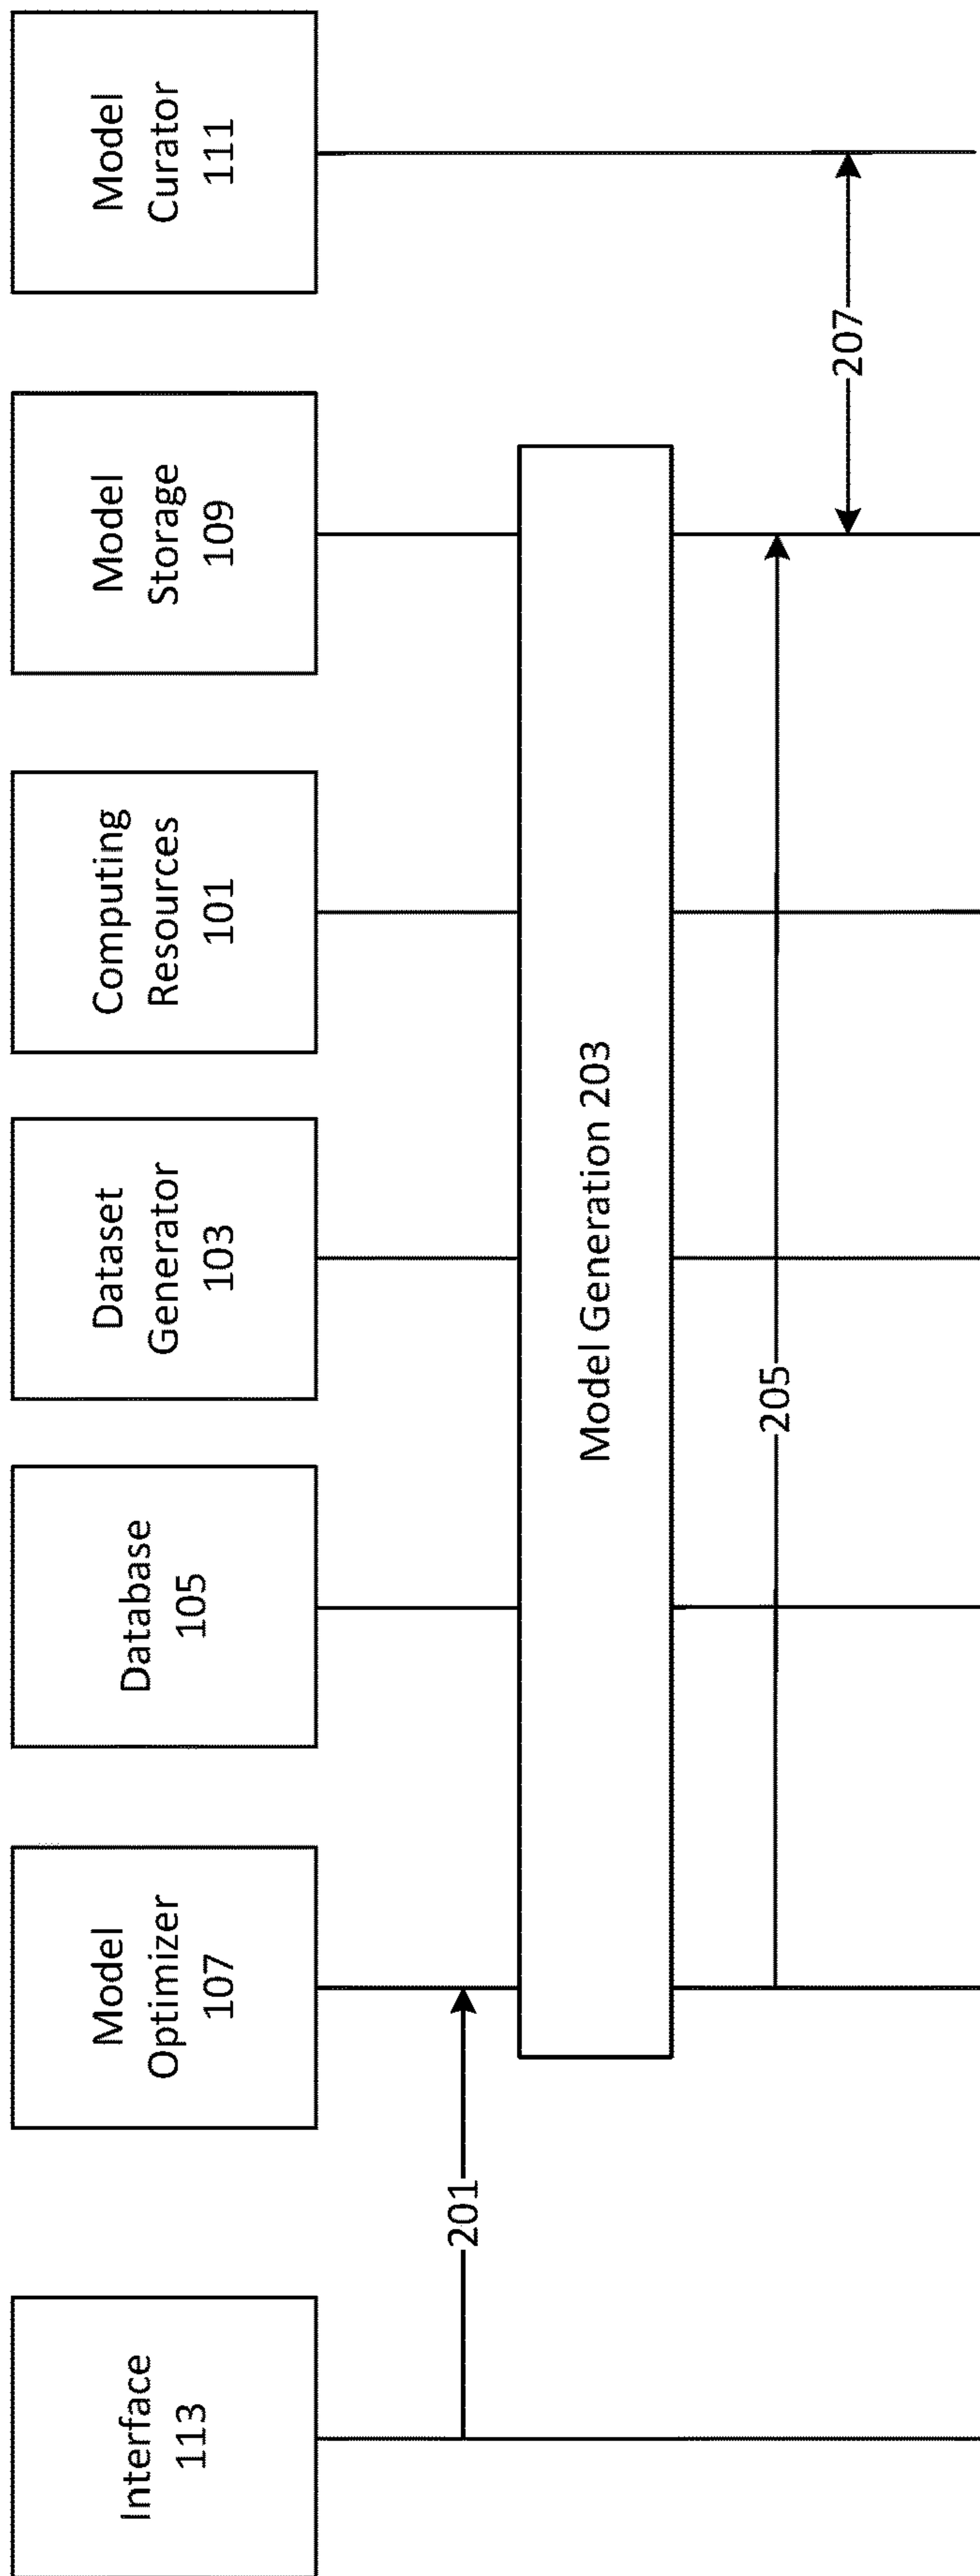 Interface
113
Model
Optimizer
107
Database
105
Dataset
Generator
103
Computing
Resources
101
Model
Storage
109
Model
Curator
111
201
Model Generation 203
205
207